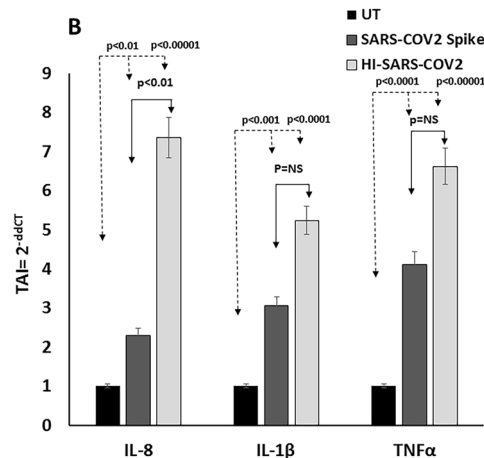 B
UT
SARS-COV2 Spike
HI-SARS-COV2
p<0.01 p<0.00001
p<0.01
p<0.001 p<0.0001
P=NS
p<0.0001 p<0.00001
p=NS
TAI= 2^-ddCT
9
8
7
6
5
4
3
2
1
0
IL-8 IL-1β TNFα